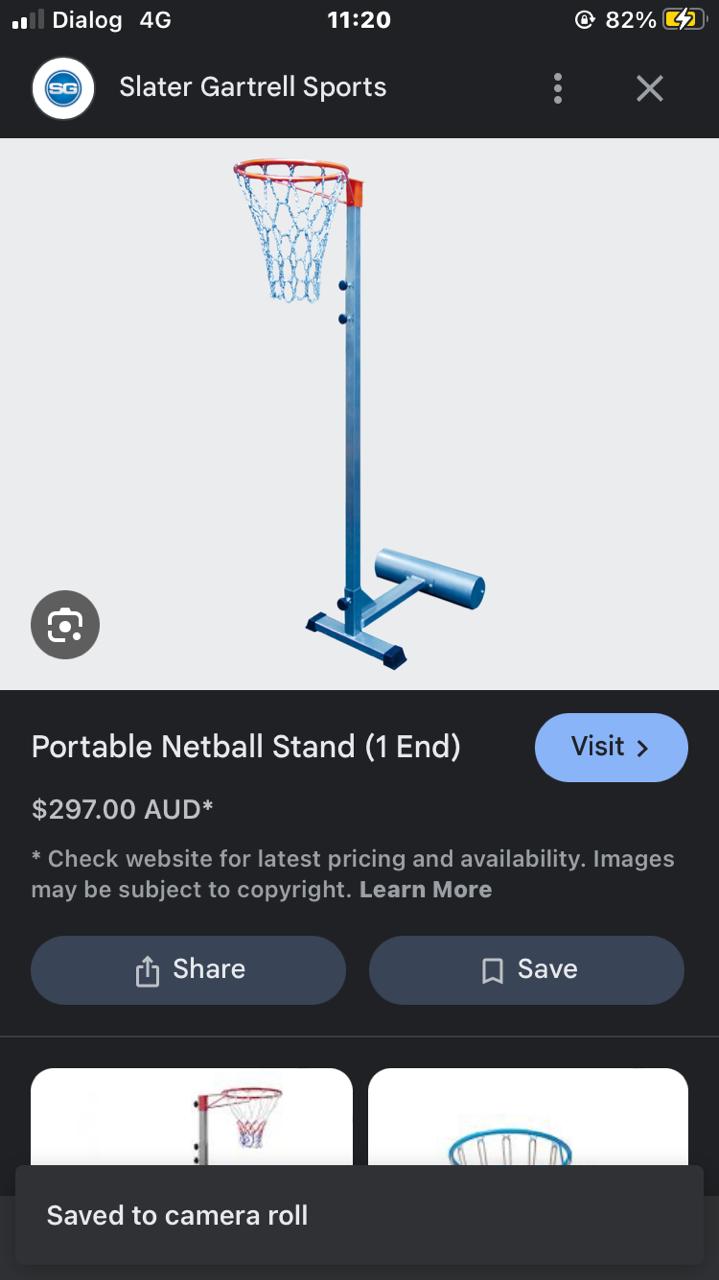 Dialog 4G 11:20 82%
SG Slater Gartrell Sports
Portable Netball Stand (1 End)
Visit
$297.00 AUD*
* Check website for latest pricing and availability. Images
may be subject to copyright. Learn More
Share Save
Saved to camera roll